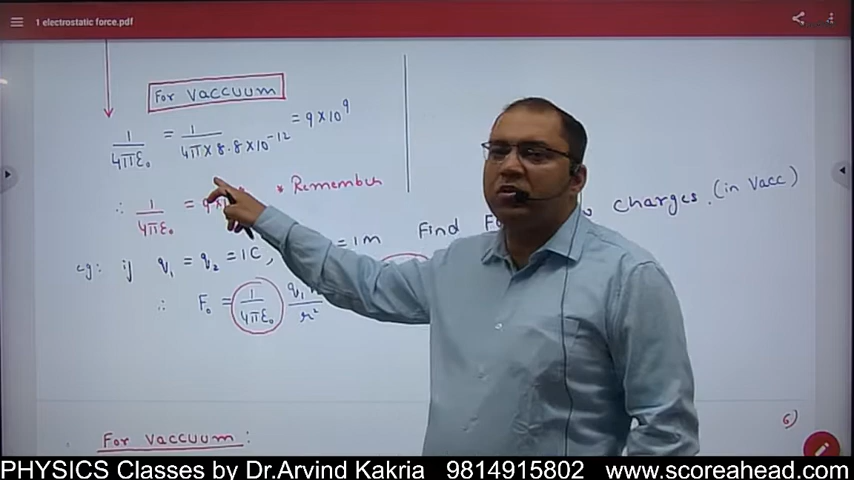 1 electrostatic force.pdf
For Vaccuum
1/4πε₀ = 1/4π×8.8×10⁻¹² = 9×10⁹
∴ 1/4πε₀ = 9× * Remember
eg: if q₁ = q₂ = 1C, = 1m Find charges. (in Vacc)
∴ F₀ = 1/4πε₀ q₁ / r²
For Vaccuum :
6)
PHYSICS Classes by Dr.Arvind Kakria 9814915802 www.scoreahead.com